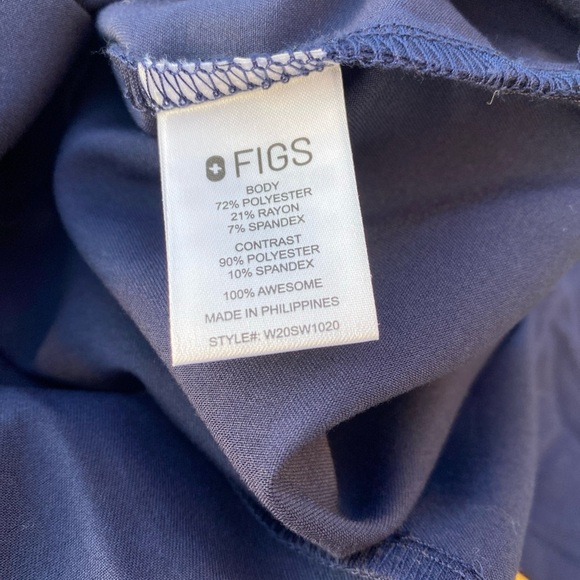 FIGS
BODY
72% POLYESTER
21% RAYON
7% SPANDEX
CONTRAST
90% POLYESTER
10% SPANDEX
100% AWESOME
MADE IN PHILIPPINES
STYLE#: W20SW1020